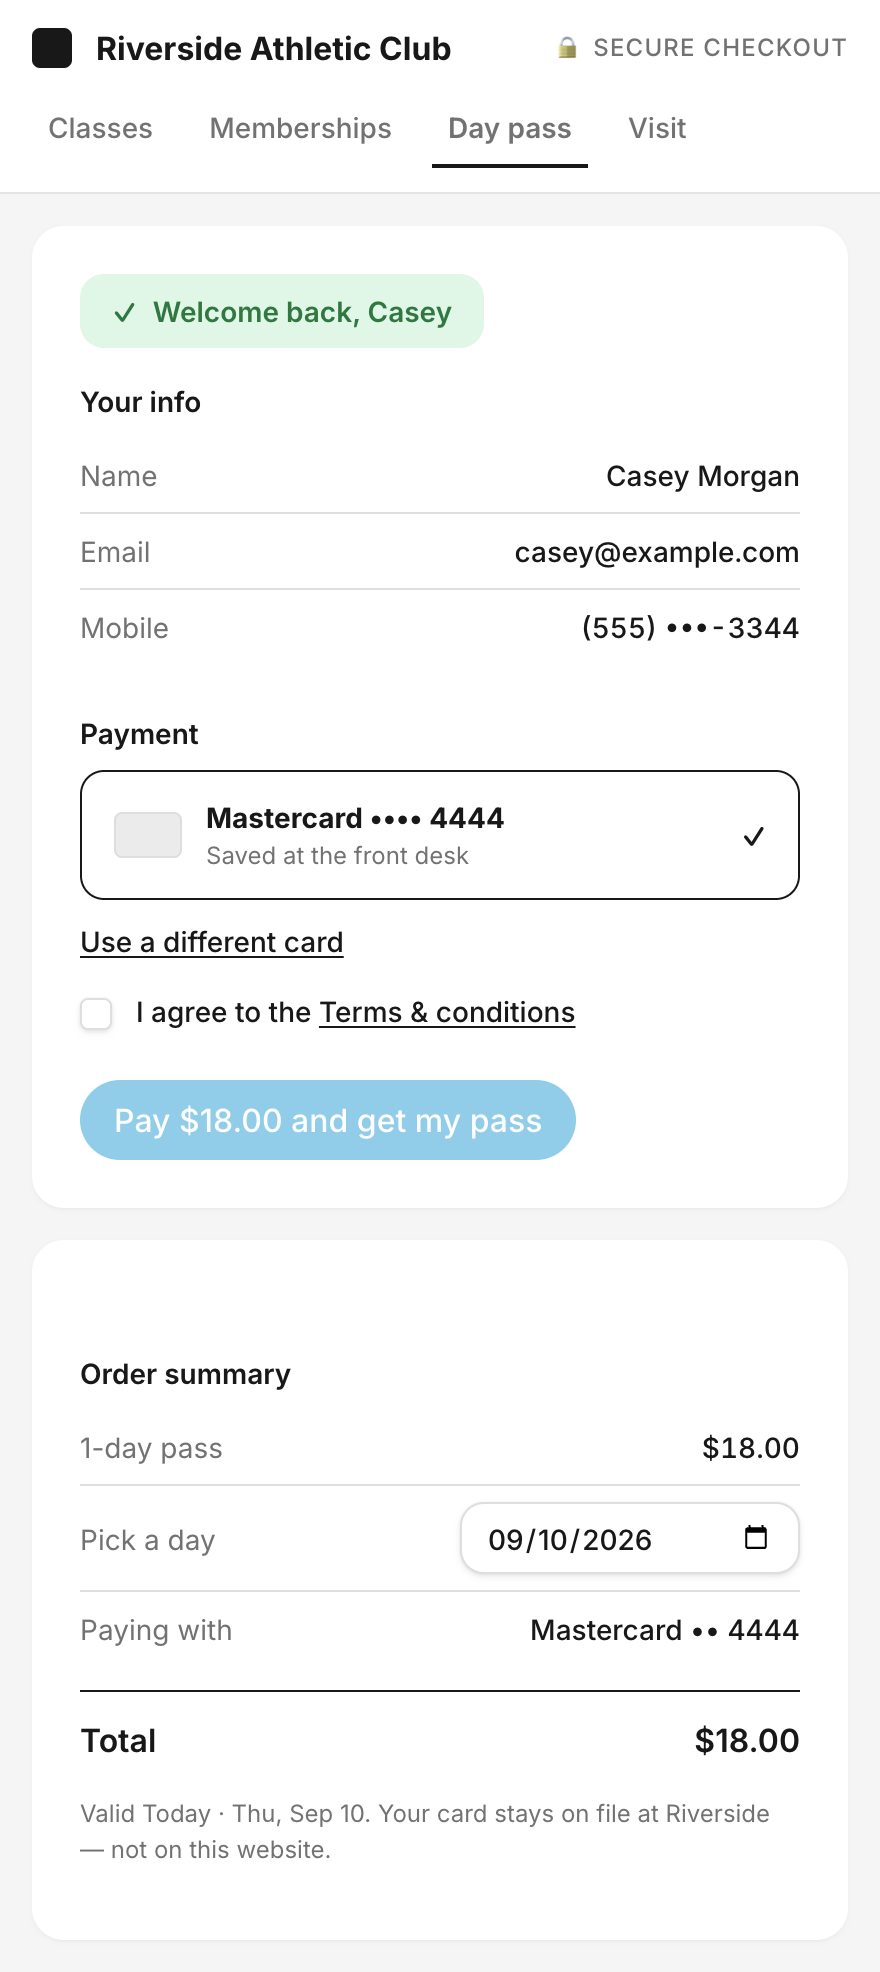 Riverside Athletic Club
🔒 SECURE CHECKOUT
Classes Memberships Day pass Visit
✓ Welcome back, Casey
Your info
Name Casey Morgan
Email casey@example.com
Mobile (555) •••-3344
Payment
Mastercard •••• 4444
Saved at the front desk
Use a different card
I agree to the Terms & conditions
Pay $18.00 and get my pass
Order summary
1-day pass $18.00
Pick a day 09/10/2026
Paying with Mastercard •• 4444
Total $18.00
Valid Today · Thu, Sep 10. Your card stays on file at Riverside
— not on this website.